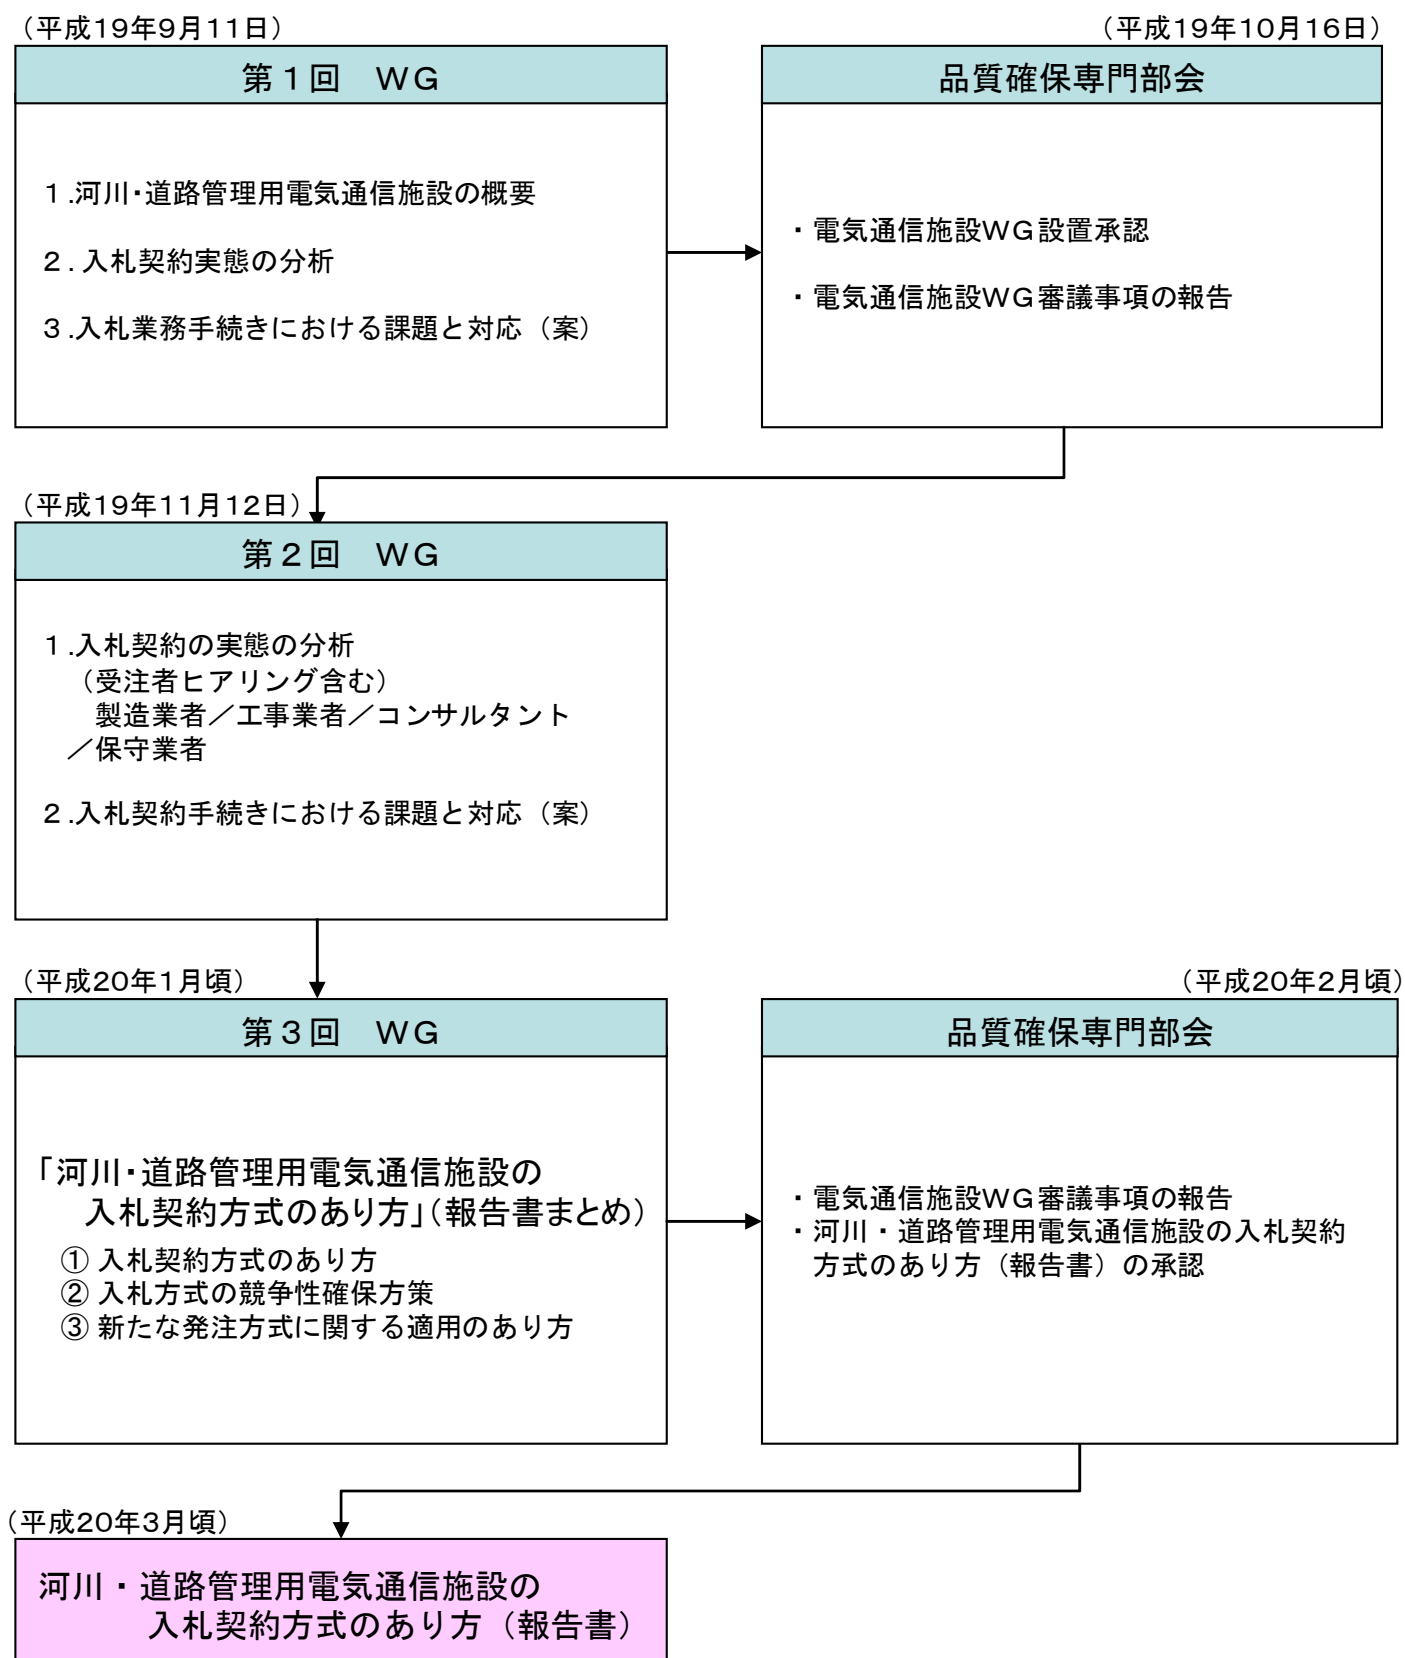 （平成19年9月11日）
第１回　ＷＧ
１.河川・道路管理用電気通信施設の概要
２. 入札契約実態の分析
３.入札業務手続きにおける課題と対応（案）
（平成19年10月16日）
品質確保専門部会
・電気通信施設ＷＧ設置承認
・電気通信施設ＷＧ審議事項の報告
（平成19年11月12日）
第２回　ＷＧ
１.入札契約の実態の分析
（受注者ヒアリング含む）
製造業者／工事業者／コンサルタント
／保守業者
２.入札契約手続きにおける課題と対応（案）
（平成20年1月頃）
第３回　ＷＧ
「河川・道路管理用電気通信施設の
入札契約方式のあり方」（報告書まとめ）
① 入札契約方式のあり方
② 入札方式の競争性確保方策
③ 新たな発注方式に関する適用のあり方
（平成20年2月頃）
品質確保専門部会
・電気通信施設ＷＧ審議事項の報告
・河川・道路管理用電気通信施設の入札契約
方式のあり方（報告書）の承認
（平成20年3月頃）
河川・道路管理用電気通信施設の
入札契約方式のあり方（報告書）